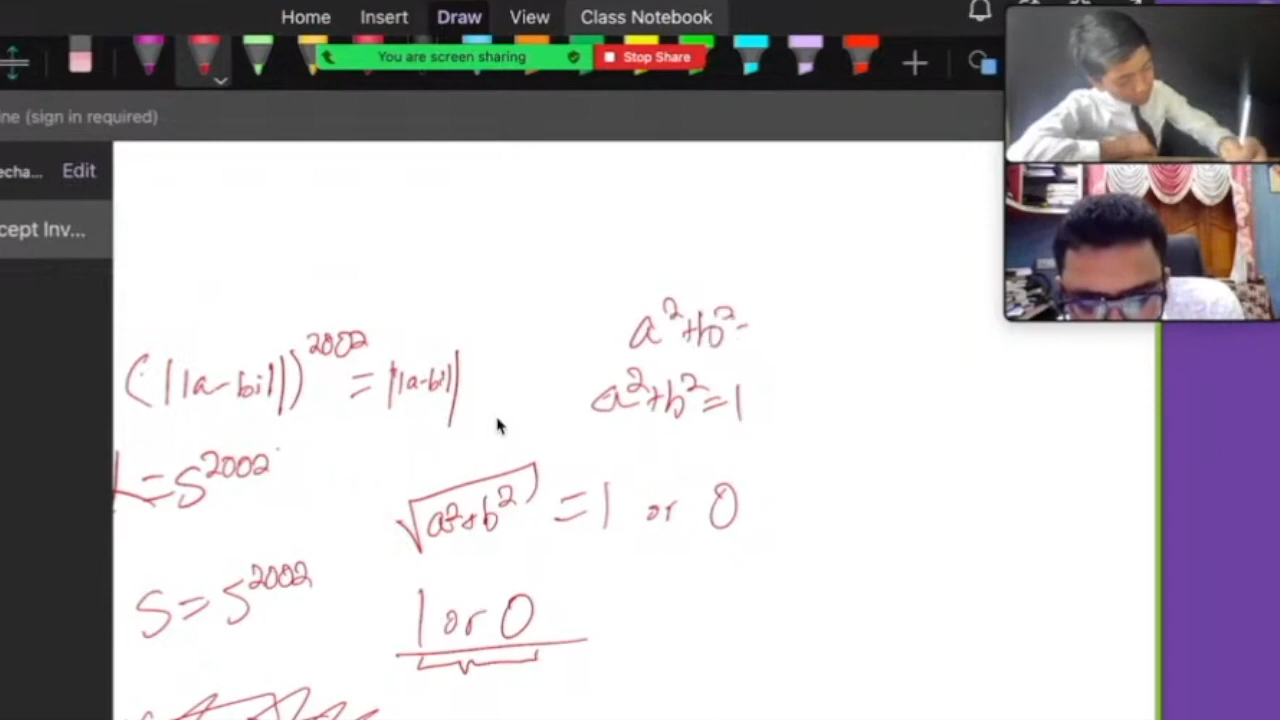 Home Insert Draw View Class Notebook
You are screen sharing Stop Share
ine (sign in required)
echa... Edit
cept Inv...
a²+b²-
(||a-bi||)²⁰⁰² = ||a-bi||
a²+b²=1
=S²⁰⁰²
√a²+b² = 1 or 0
S=S²⁰⁰²
1 or 0